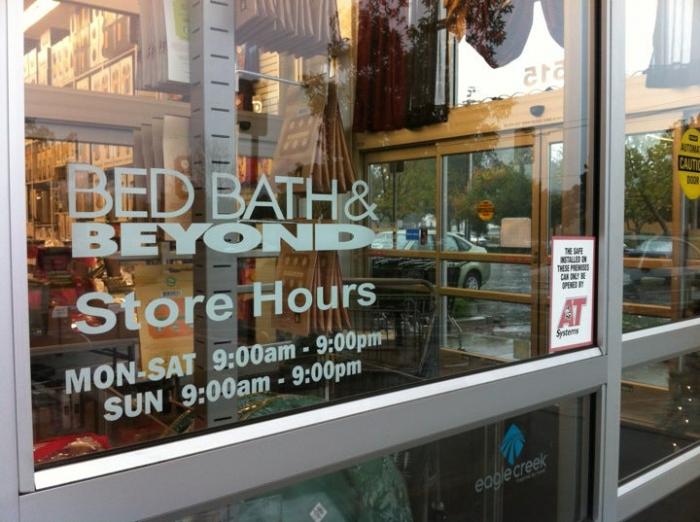 BED BATH &
BEYOND
Store Hours
MON-SAT 9:00am - 9:00pm
SUN 9:00am - 9:00pm
THE SAFE
INSTALLED ON
THESE PREMISES
CAN ONLY BE
OPENED BY
AT
Systems
eagle creek
515
CAUTION
DOOR